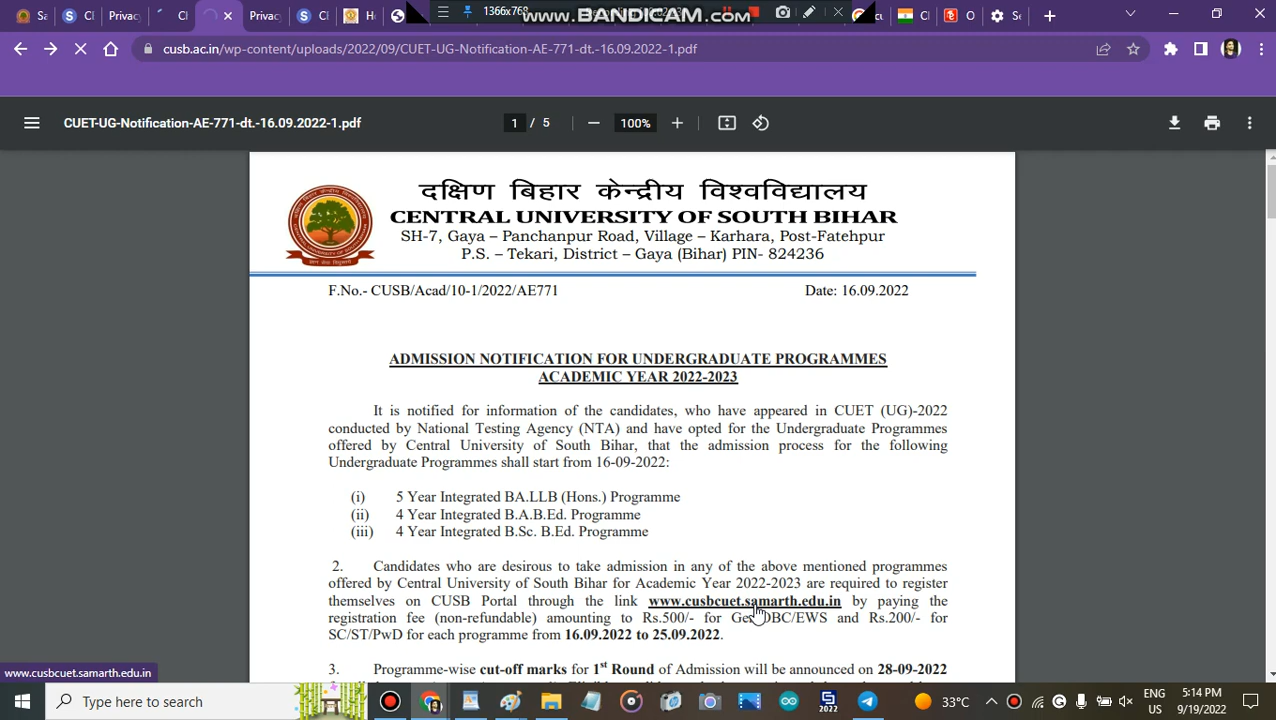 Sa
Privacy
C
Privac
C
He
S
1366x768
www.BANDICAM.com
cu
C
O
S
cusb.ac.in/wp-content/uploads/2022/09/CUET-UG-Notification-AE-771-dt.-16.09.2022-1.pdf
CUET-UG-Notification-AE-771-dt.-16.09.2022-1.pdf
1 / 5
100%
दक्षिण बिहार केन्द्रीय विश्वविद्यालय
CENTRAL UNIVERSITY OF SOUTH BIHAR
SH-7, Gaya – Panchanpur Road, Village – Karhara, Post-Fatehpur
P.S. – Tekari, District – Gaya (Bihar) PIN- 824236
F.No.- CUSB/Acad/10-1/2022/AE771
Date: 16.09.2022
ADMISSION NOTIFICATION FOR UNDERGRADUATE PROGRAMMES
ACADEMIC YEAR 2022-2023
It is notified for information of the candidates, who have appeared in CUET (UG)-2022
conducted by National Testing Agency (NTA) and have opted for the Undergraduate Programmes
offered by Central University of South Bihar, that the admission process for the following
Undergraduate Programmes shall start from 16-09-2022:
(i) 5 Year Integrated BA.LLB (Hons.) Programme
(ii) 4 Year Integrated B.A.B.Ed. Programme
(iii) 4 Year Integrated B.Sc. B.Ed. Programme
2. Candidates who are desirous to take admission in any of the above mentioned programmes
offered by Central University of South Bihar for Academic Year 2022-2023 are required to register
themselves on CUSB Portal through the link www.cusbcuet.samarth.edu.in by paying the
registration fee (non-refundable) amounting to Rs.500/- for Ge OBC/EWS and Rs.200/- for
SC/ST/PwD for each programme from 16.09.2022 to 25.09.2022.
3. Programme-wise cut-off marks for 1st Round of Admission will be announced on 28-09-2022
www.cusbcuet.samarth.edu.in
Type here to search
2022
33°C
ENG
US
5:14 PM
9/19/2022